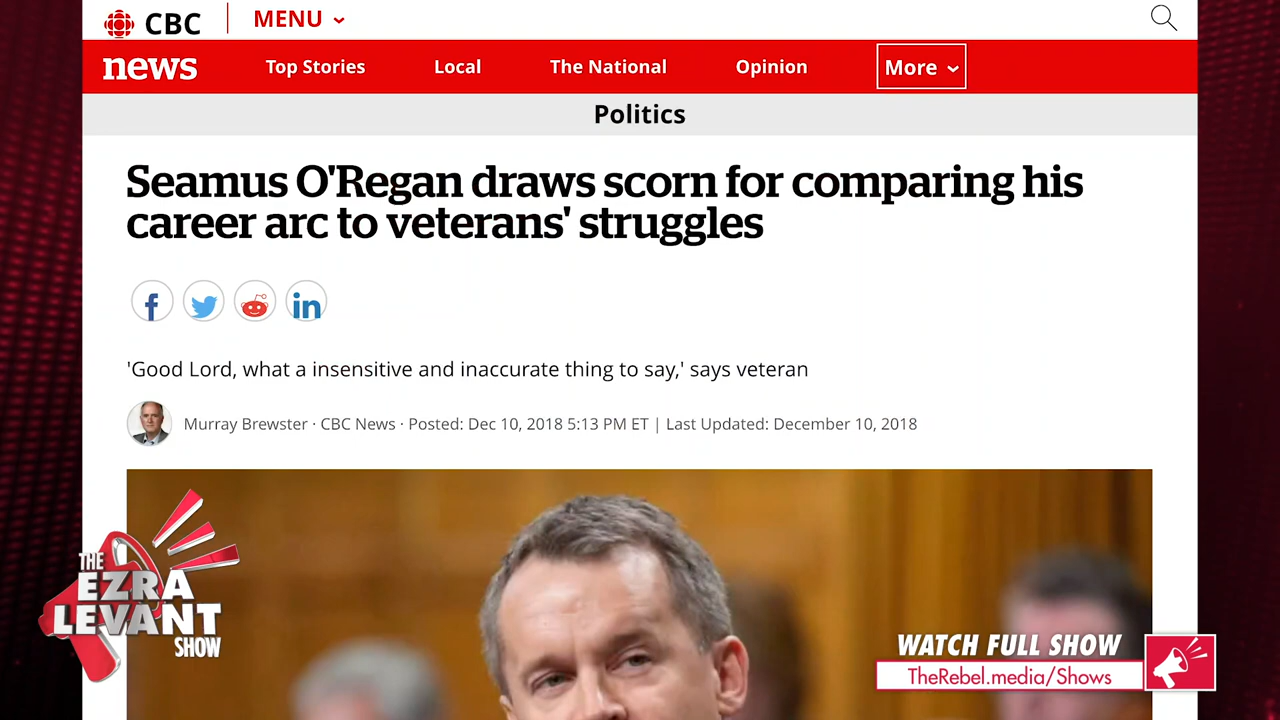 CBC
MENU
news
Top Stories
Local
The National
Opinion
More
Politics
Seamus O'Regan draws scorn for comparing his
career arc to veterans' struggles
f
in
'Good Lord, what a insensitive and inaccurate thing to say,' says veteran
Murray Brewster · CBC News · Posted: Dec 10, 2018 5:13 PM ET | Last Updated: December 10, 2018
THE
EZRA
LEVANT
SHOW
WATCH FULL SHOW
TheRebel.media/Shows